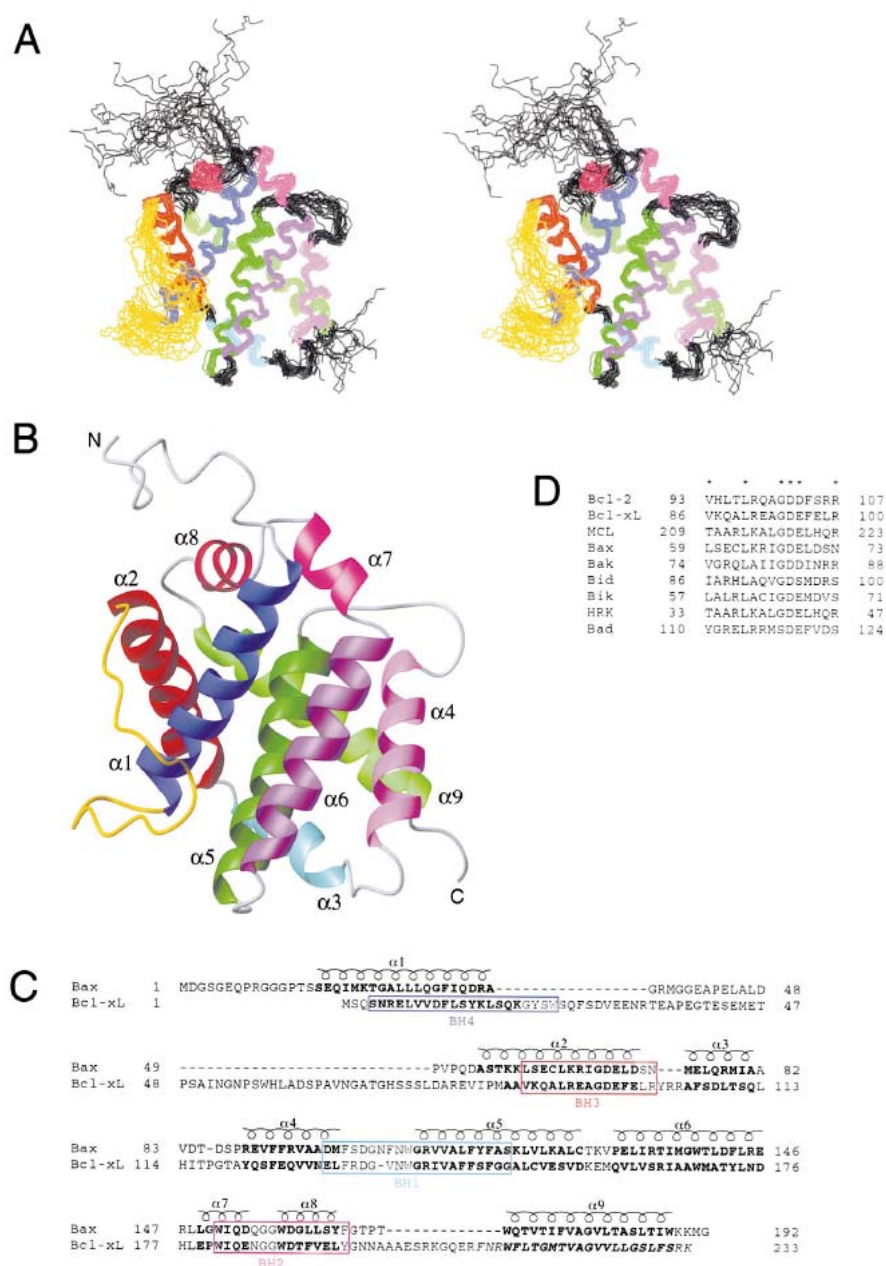 A
B
N
α8
α7
α2
α1
α4
α6
α9
α5
α3
C
D
* * *** *
Bcl-2 93 VHLTLRQAGDDFSRR 107
Bcl-xL 86 VKQALREAGDEFELR 100
MCL 209 TAARLKALGDELHQR 223
Bax 59 LSECLKRIGDELDSN 73
Bak 74 VGRQLAIIGDDINRR 88
Bid 86 IARHLAQVGDSMDRS 100
Bik 57 LALRLACIGDEMDVS 71
HRK 33 TAARLKALGDELHQR 47
Bad 110 YGRELRRMSDEFVDS 124
C
α1
Bax 1 MDGSGEQPRGGGPTSSEQIMKTGALLLQGFIQDRA------------------GRMGGEAPELALD 48
Bcl-xL 1 MSQSNRELVVDFLSYKLSQKGYSWSQFSDVEENRTEAPEGTESEMET 47
BH4
α2 α3
Bax 49 -----------------------------PVPQDASTKKLSECLKRIGDELDSN---MELQRMIAA 82
Bcl-xL 48 PSAINGNPSWHLADSPAVNGATGHSSSLDAREVIPMAAVKQALREAGDEFELRYRRAFSDLTSQL 113
BH3
α4 α5 α6
Bax 83 VDT-DSPREVFFRVAADMFSDGNFNWGRVVALFYFASKLVLKALCTKVPELIRTIMGWTLDFLRE 146
Bcl-xL 114 HITPGTAYQSFEQVVNELFRDG-VNWGRIVAFFSFGGALCVESVDKEMQVLVSRIAAWMATYLND 176
BH1
α7 α8 α9
Bax 147 RLLGWIQDQGGWDGLLSYFGTPT------------WQTVTIFVAGVLTASLTIWKKMG 192
Bcl-xL 177 HLEPWIQENGGWDTFVELYGNNAAAESRKGQERFNRWFLTGMTVAGVVLLGSLFSRK 233
BH2